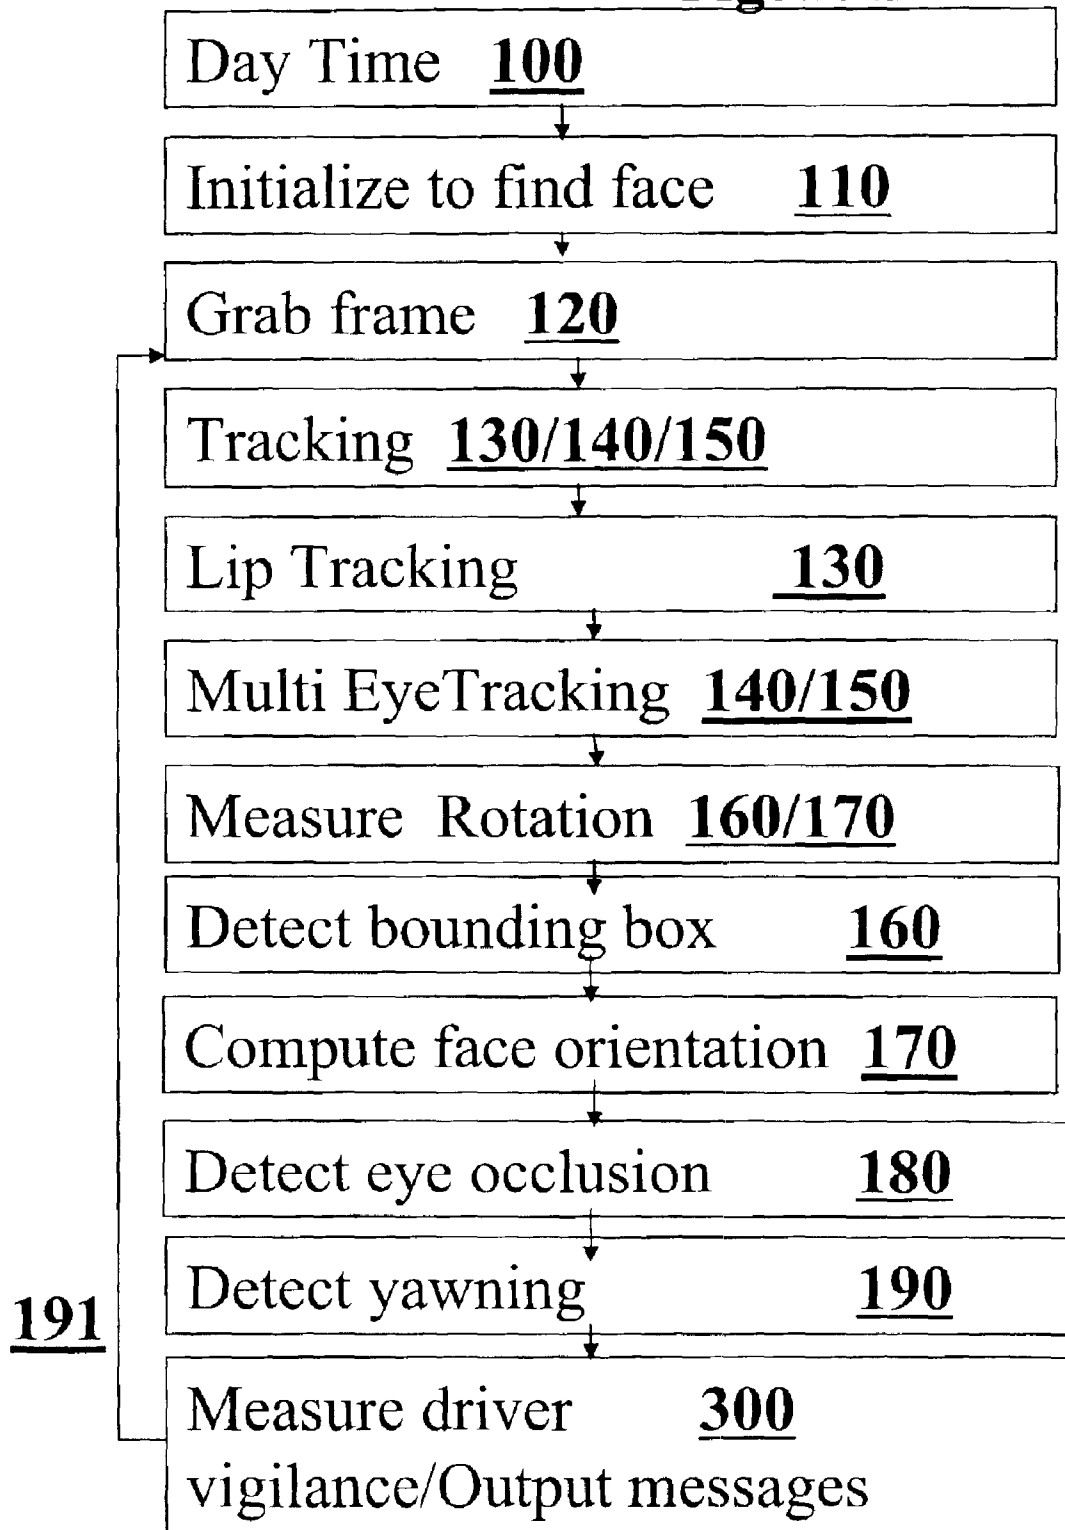 Day Time 100
Initialize to find face 110
Grab frame 120
Tracking 130/140/150
Lip Tracking 130
Multi EyeTracking 140/150
Measure Rotation 160/170
Detect bounding box 160
Compute face orientation 170
Detect eye occlusion 180
Detect yawning 190
191
Measure driver 300
vigilance/Output messages